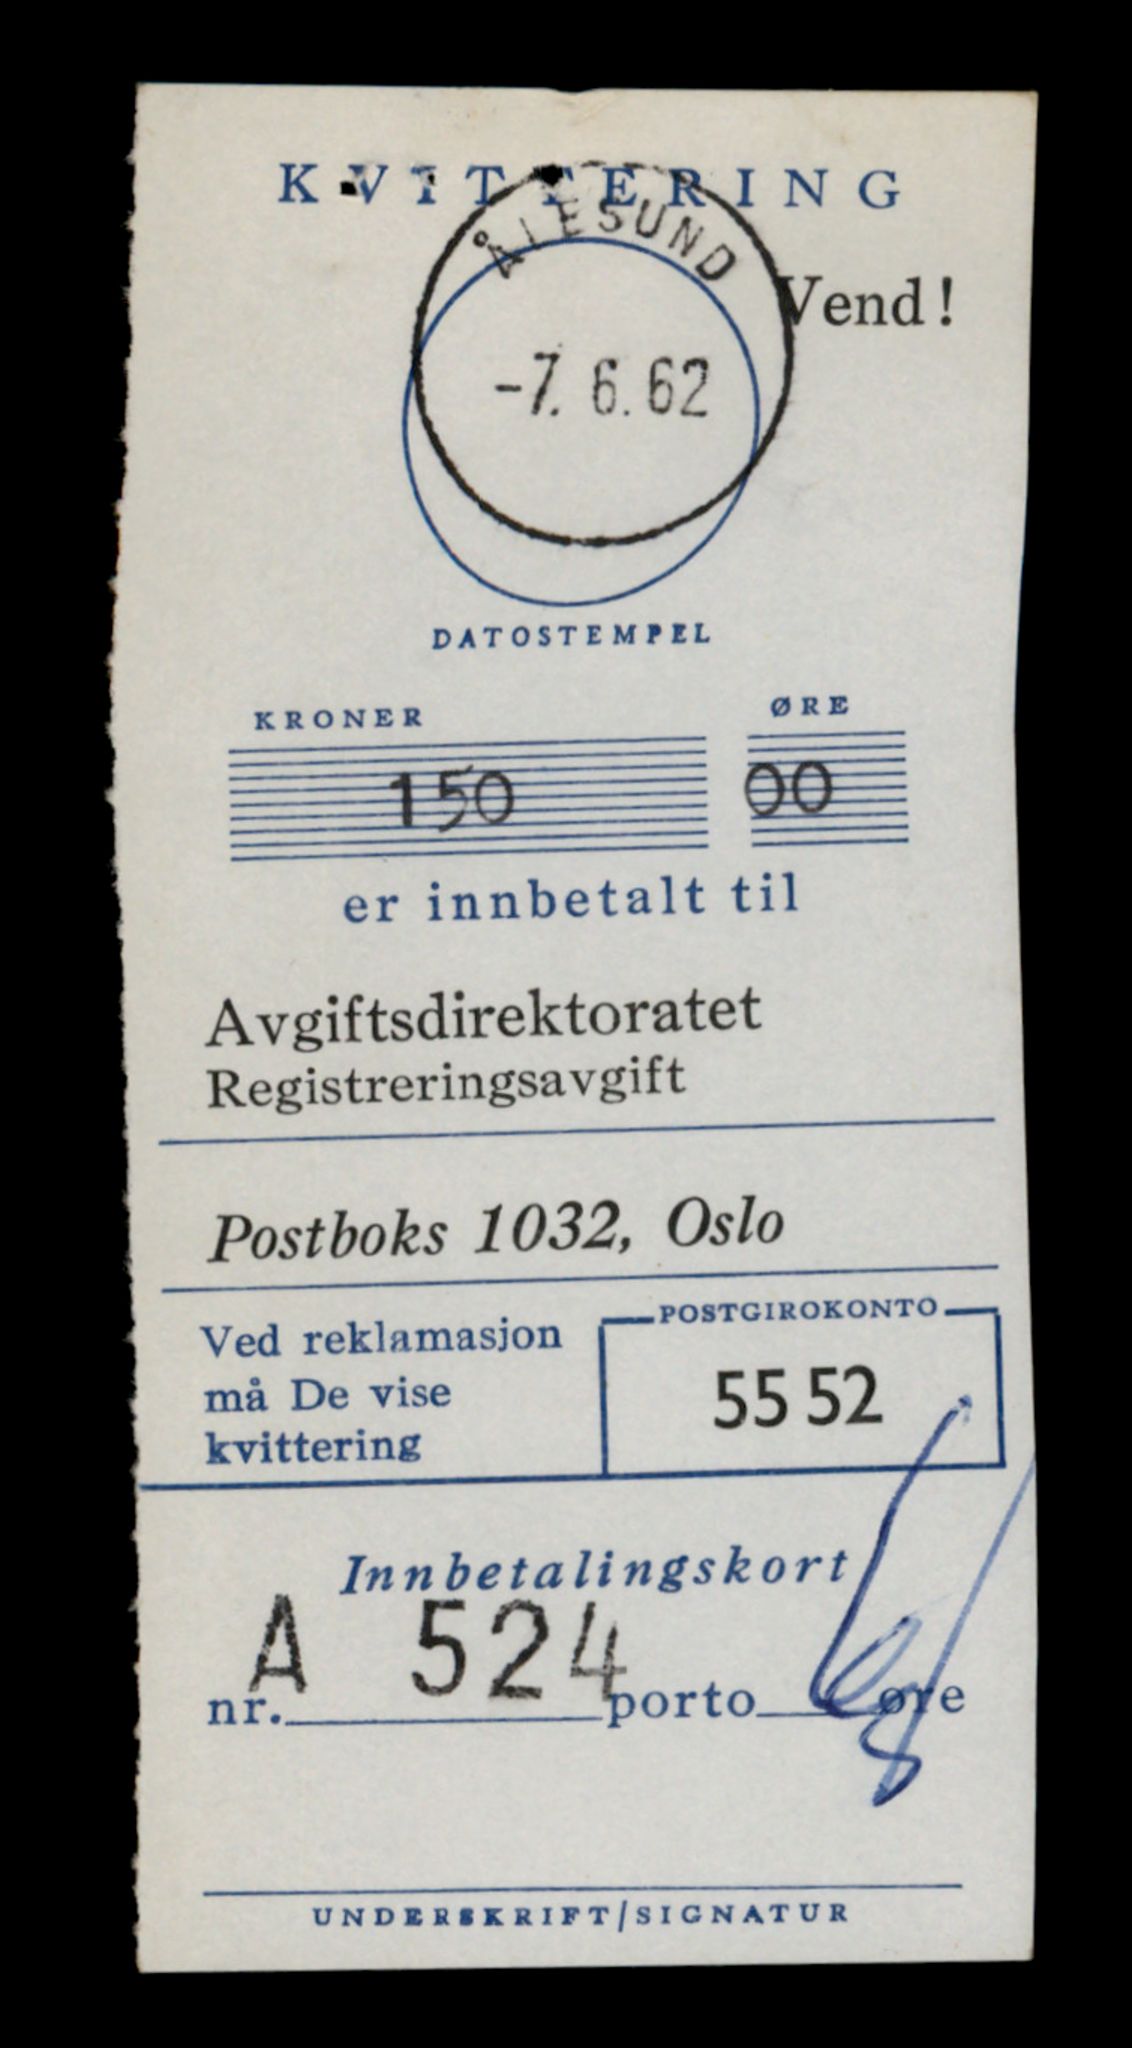 KVITTERING
ÅLESUND
Vend!
-7. 6. 62
DATOSTEMPEL
KRONER ØRE
150 00
er innbetalt til
Avgiftsdirektoratet
Registreringsavgift
Postboks 1032, Oslo
Ved reklamasjon
må De vise
kvittering
POSTGIROKONTO
55 52
Innbetalingskort
A 524
nr. porto øre
UNDERSKRIFT/SIGNATUR